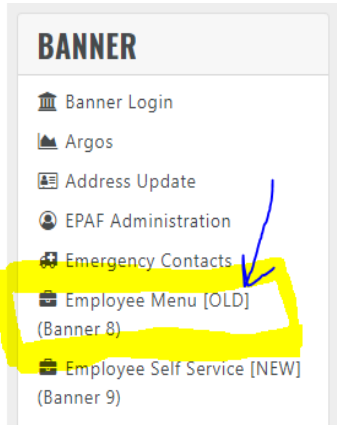 BANNER
Banner Login
Argos
Address Update
EPAF Administration
Emergency Contacts
Employee Menu [OLD]
(Banner 8)
Employee Self Service [NEW]
(Banner 9)